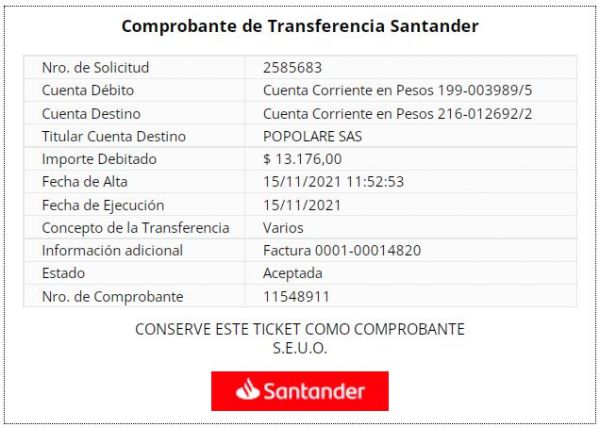 Comprobante de Transferencia Santander
Nro. de Solicitud 2585683
Cuenta Débito Cuenta Corriente en Pesos 199-003989/5
Cuenta Destino Cuenta Corriente en Pesos 216-012692/2
Titular Cuenta Destino POPOLARE SAS
Importe Debitado $ 13.176,00
Fecha de Alta 15/11/2021 11:52:53
Fecha de Ejecución 15/11/2021
Concepto de la Transferencia Varios
Información adicional Factura 0001-00014820
Estado Aceptada
Nro. de Comprobante 11548911
CONSERVE ESTE TICKET COMO COMPROBANTE
S.E.U.O.
Santander